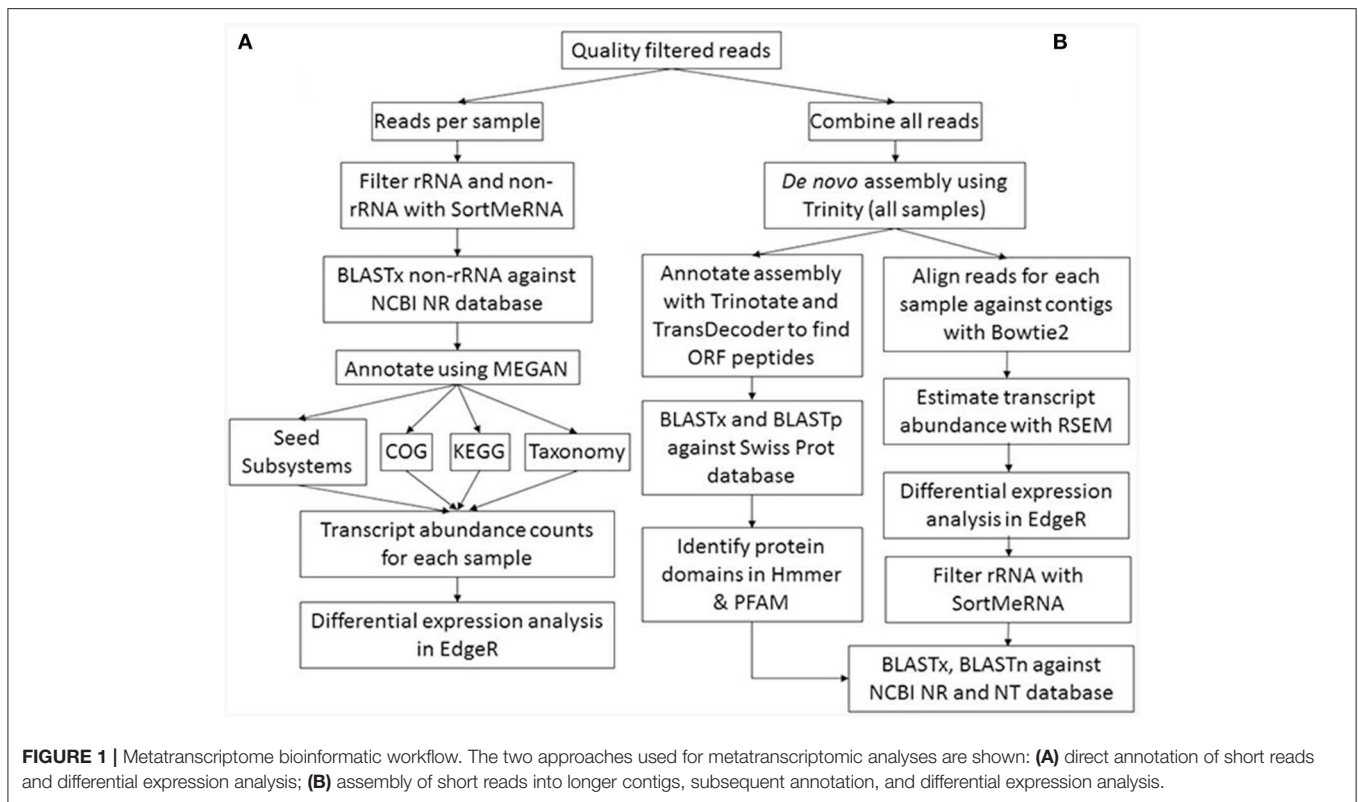 A
B
Quality filtered reads
Reads per sample
Filter rRNA and non-
rRNA with SortMeRNA
BLASTx non-rRNA against
NCBI NR database
Annotate using MEGAN
Seed
Subsystems
COG
KEGG
Taxonomy
Transcript abundance counts
for each sample
Differential expression analysis
in EdgeR
Combine all reads
De novo assembly using
Trinity (all samples)
Annotate assembly
with Trinotate and
TransDecoder to find
ORF peptides
BLASTx and BLASTp
against Swiss Prot
database
Identify protein
domains in Hmmer
& PFAM
Align reads for each
sample against contigs
with Bowtie2
Estimate transcript
abundance with RSEM
Differential expression
analysis in EdgeR
Filter rRNA with
SortMeRNA
BLASTx, BLASTn against
NCBI NR and NT database
FIGURE 1 | Metatranscriptome bioinformatic workflow. The two approaches used for metatranscriptomic analyses are shown: (A) direct annotation of short reads
and differential expression analysis; (B) assembly of short reads into longer contigs, subsequent annotation, and differential expression analysis.